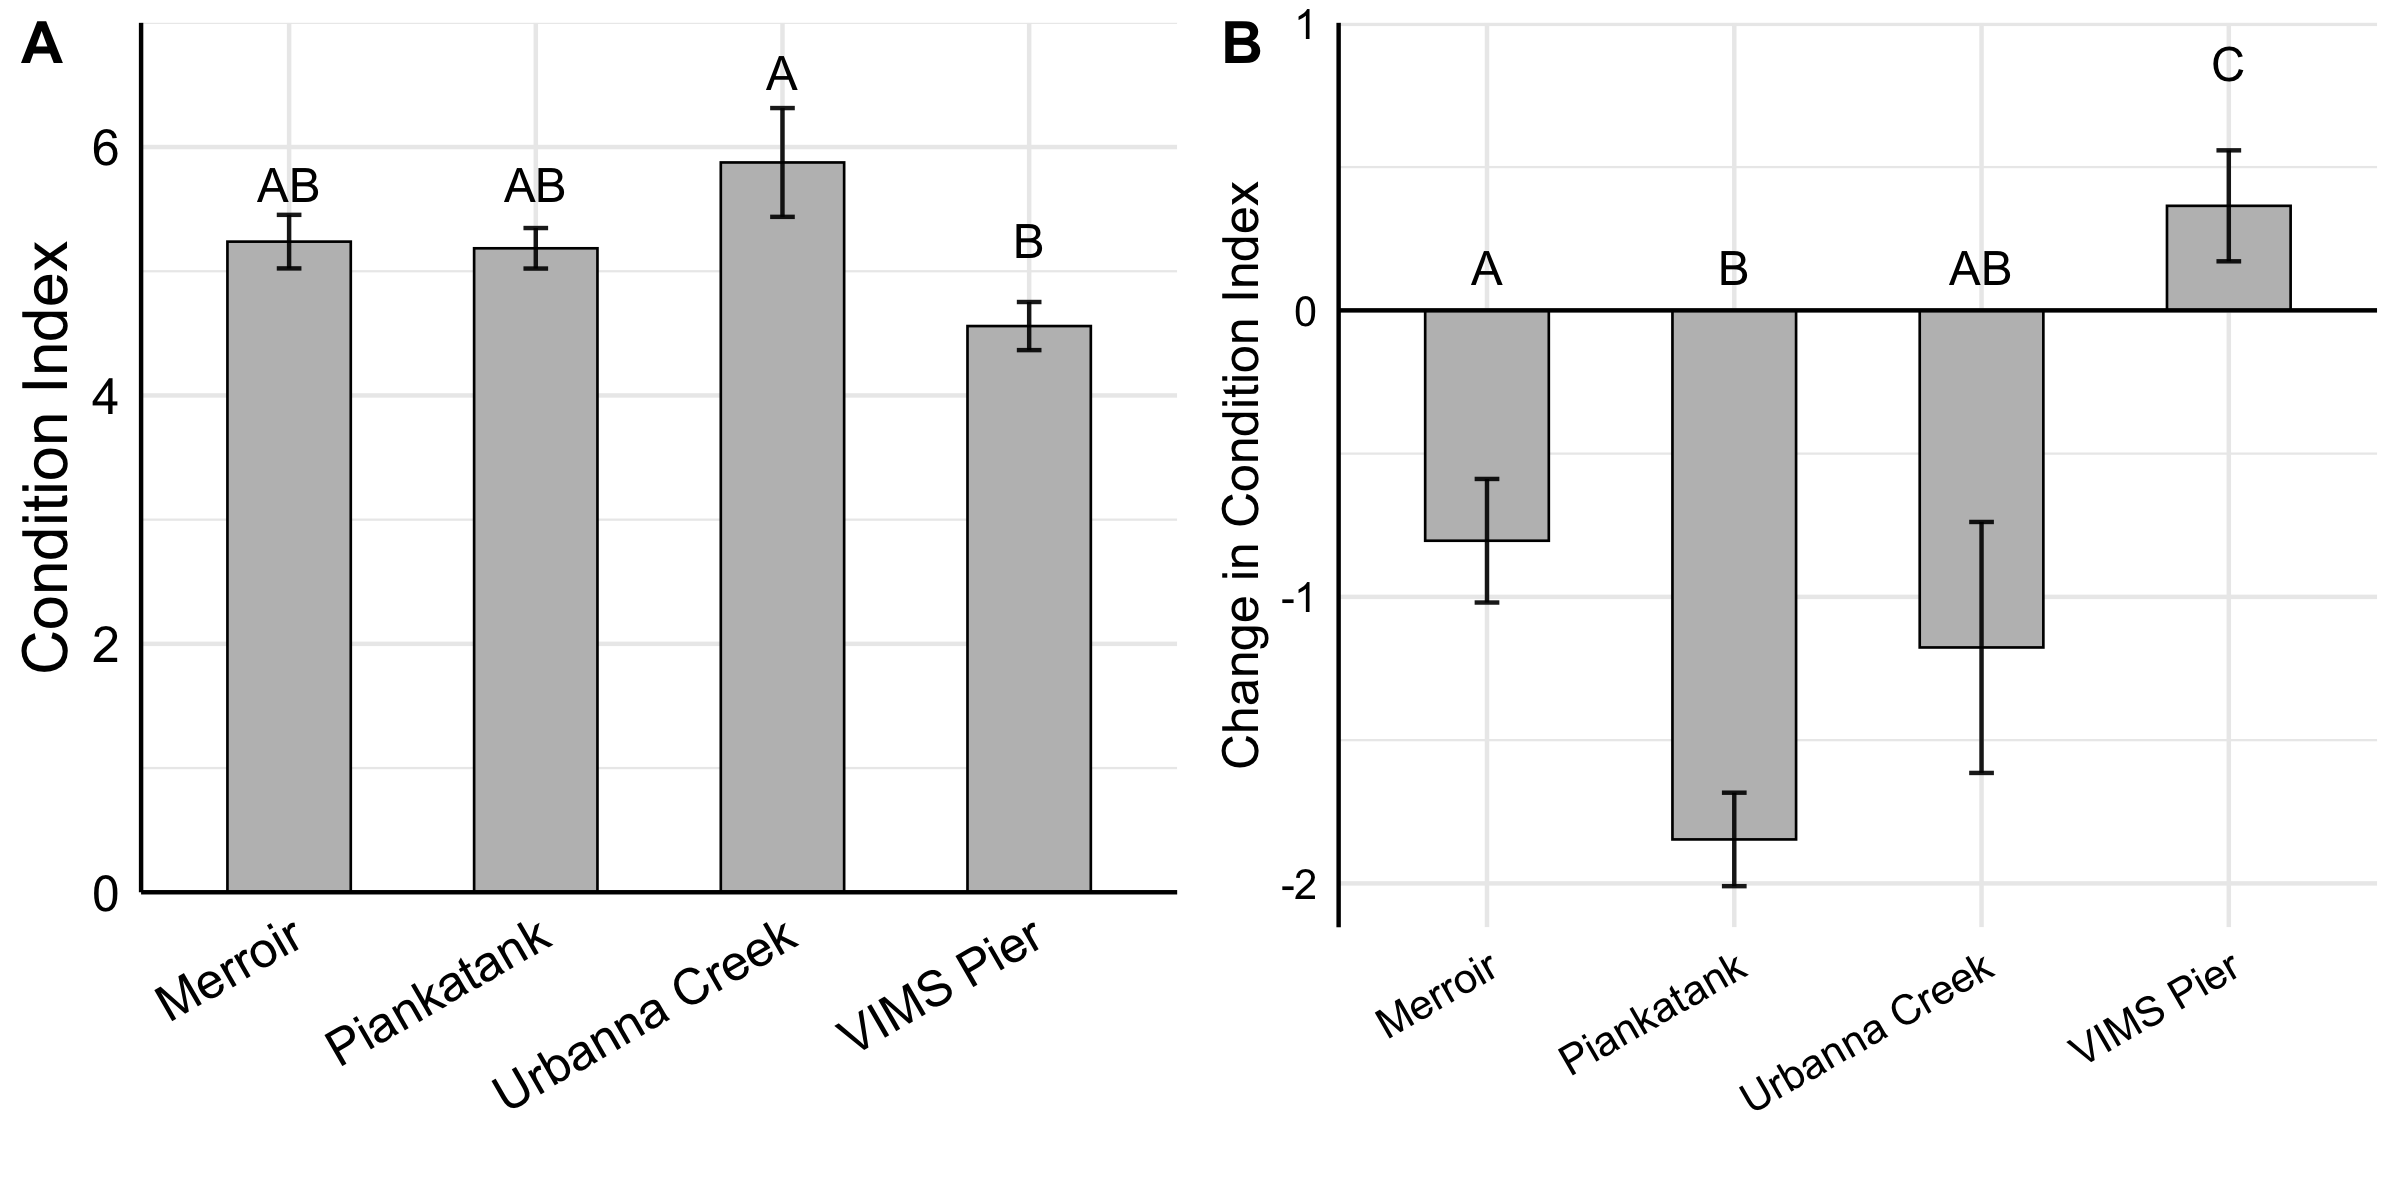 A
Condition Index
6
4
2
0
AB
AB
A
B
Merroir
Piankatank
Urbanna Creek
VIMS Pier
B
Change in Condition Index
1
0
-1
-2
A
B
AB
C
Merroir
Piankatank
Urbanna Creek
VIMS Pier